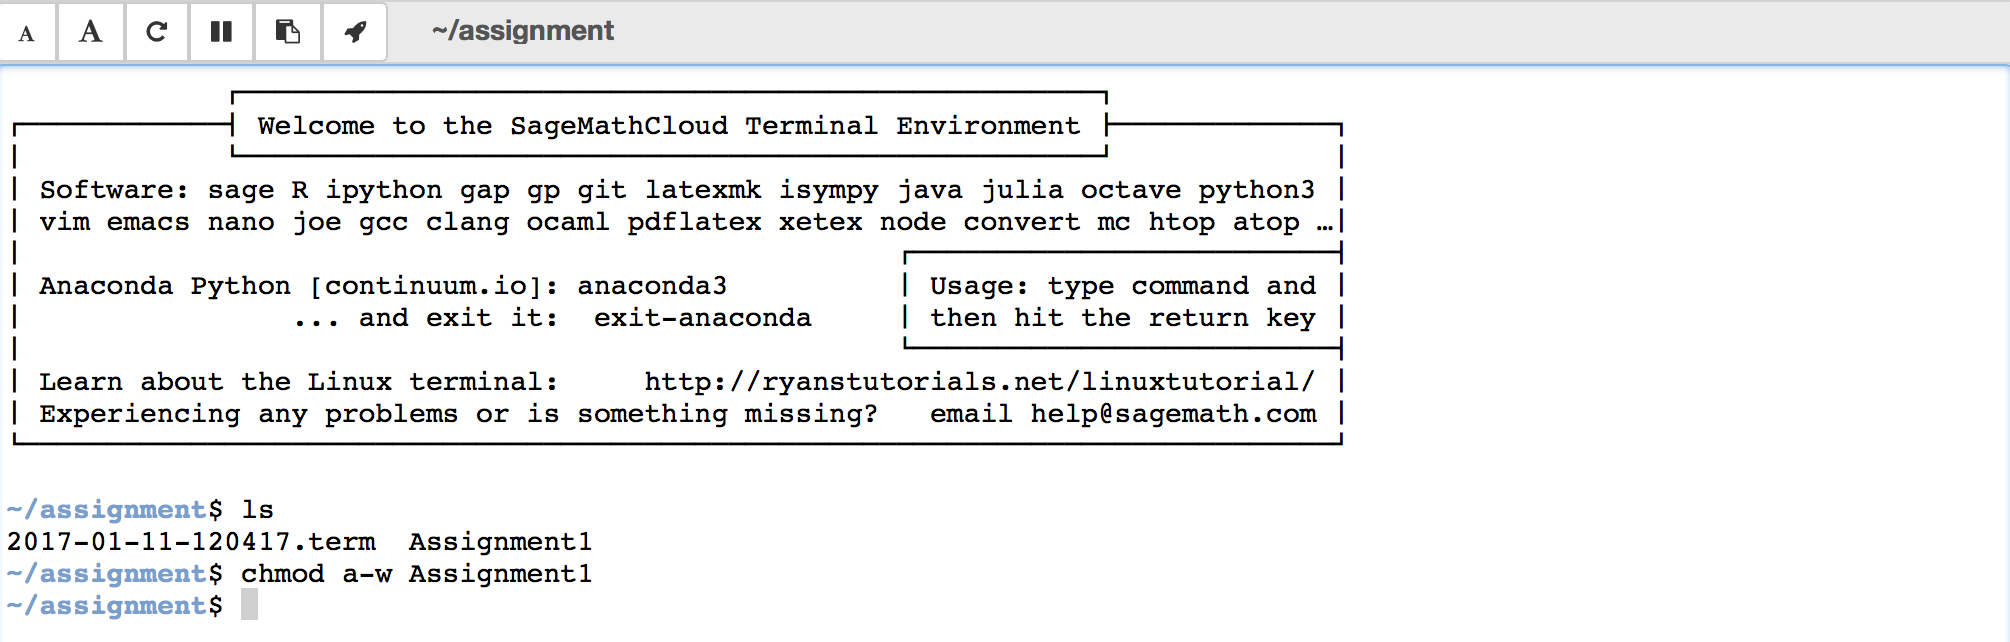 A A ~/assignment
Welcome to the SageMathCloud Terminal Environment
Software: sage R ipython gap gp git latexmk isympy java julia octave python3
vim emacs nano joe gcc clang ocaml pdflatex xetex node convert mc htop atop …
Anaconda Python [continuum.io]: anaconda3 Usage: type command and
... and exit it: exit-anaconda then hit the return key
Learn about the Linux terminal: http://ryanstutorials.net/linuxtutorial/
Experiencing any problems or is something missing? email help@sagemath.com
~/assignment$ ls
2017-01-11-120417.term Assignment1
~/assignment$ chmod a-w Assignment1
~/assignment$